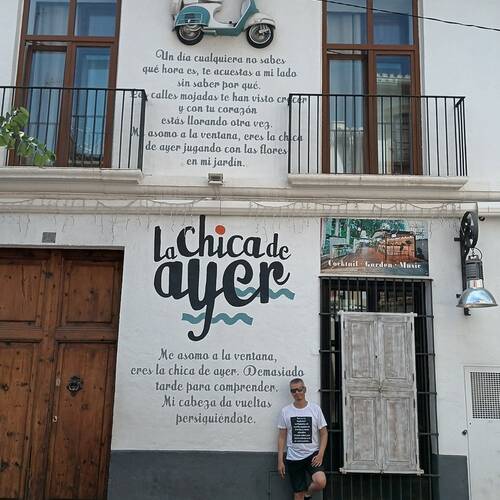 Un día cualquiera no sabes
qué hora es, te acuestas a mi lado
sin saber por qué.
Las calles mojadas te han visto crecer
y con tu corazón
estás llorando otra vez.
Me asomo a la ventana, eres la chica
de ayer jugando con las flores
en mi jardín.
La chica de
ayer
Cocktail · Garden · Music
Me asomo a la ventana,
eres la chica de ayer. Demasiado
tarde para comprender.
Mi cabeza da vueltas
persiguiéndote.